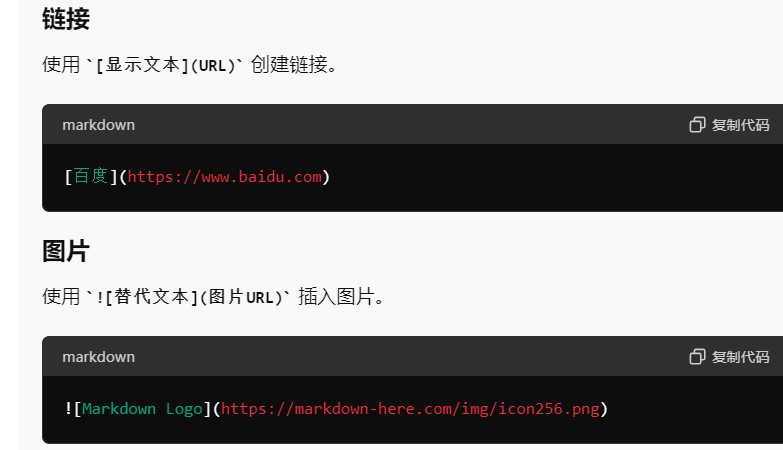 链接
使用 `[显示文本](URL)` 创建链接。
markdown 复制代码
[百度](https://www.baidu.com)
图片
使用 `![替代文本](图片URL)` 插入图片。
markdown 复制代码
![Markdown Logo](https://markdown-here.com/img/icon256.png)